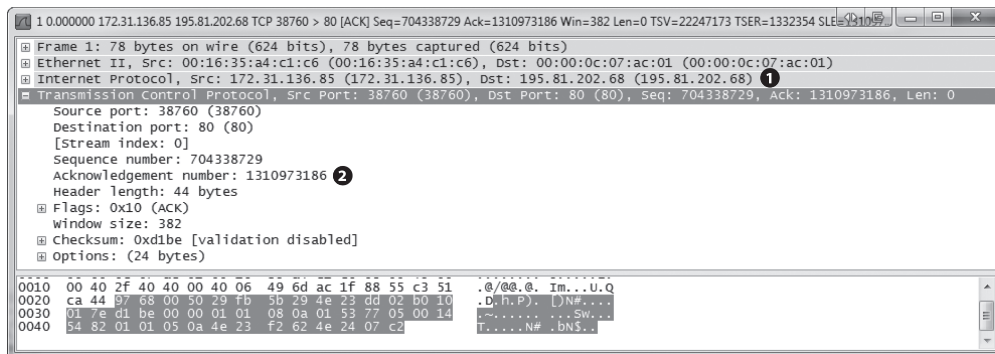 1 0.000000 172.31.136.85 195.81.202.68 TCP 38760 > 80 [ACK] Seq=704338729 Ack=1310973186 Win=382 Len=0 TSV=22247173 TSER=1332354
Frame 1: 78 bytes on wire (624 bits), 78 bytes captured (624 bits)
Ethernet II, Src: 00:16:35:a4:c1:c6 (00:16:35:a4:c1:c6), Dst: 00:00:0c:07:ac:01 (00:00:0c:07:ac:01)
Internet Protocol, Src: 172.31.136.85 (172.31.136.85), Dst: 195.81.202.68 (195.81.202.68) 1
Transmission Control Protocol, Src Port: 38760 (38760), Dst Port: 80 (80), Seq: 704338729, Ack: 1310973186, Len: 0
Source port: 38760 (38760)
Destination port: 80 (80)
[Stream index: 0]
Sequence number: 704338729
Acknowledgement number: 1310973186 2
Header length: 44 bytes
Flags: 0x10 (ACK)
Window size: 382
Checksum: 0xd1be [validation disabled]
Options: (24 bytes)
0010 00 40 2f 40 40 00 40 06 49 6d ac 1f 88 55 c3 51 .@/@@.@. Im...U.Q
0020 ca 44 97 68 00 50 29 fb 5b 29 4e 23 dd 02 b0 10 .D.h.P). [)N#....
0030 01 7e d1 be 00 00 01 01 08 0a 01 53 77 05 00 14 .~...... ...Sw...
0040 54 82 01 01 05 0a 4e 23 f2 62 4e 24 07 c2 T.....N# .bN$..